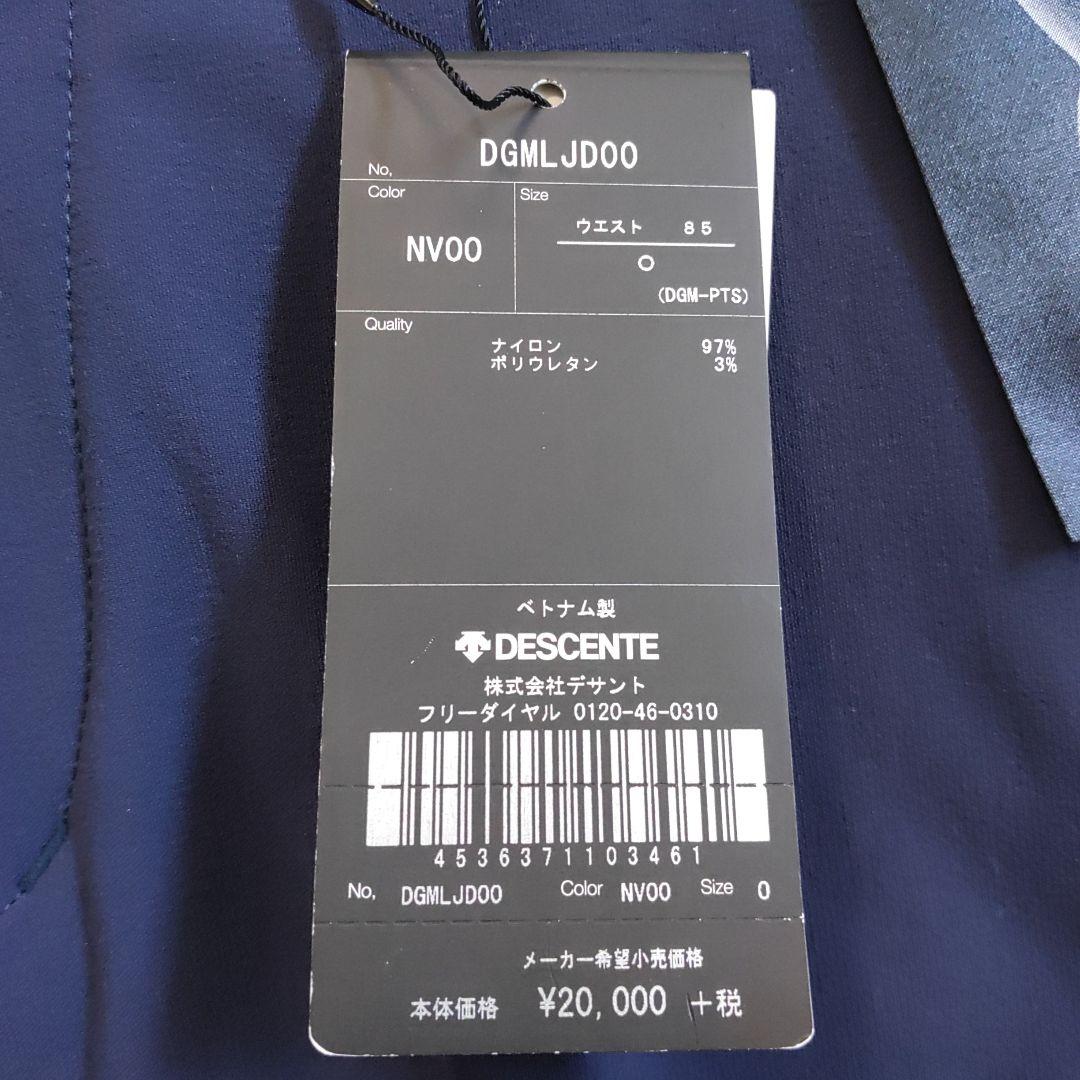 No, DGMLJD00
Color
NV00
Size
ウエスト 85
O
(DGM-PTS)
Quality
ナイロン 97%
ポリウレタン 3%
ベトナム製
DESCENTE
株式会社デサント
フリーダイヤル 0120-46-0310
4536371103461
No, DGMLJD00 Color NV00 Size O
メーカー希望小売価格
本体価格 ¥20,000 +税